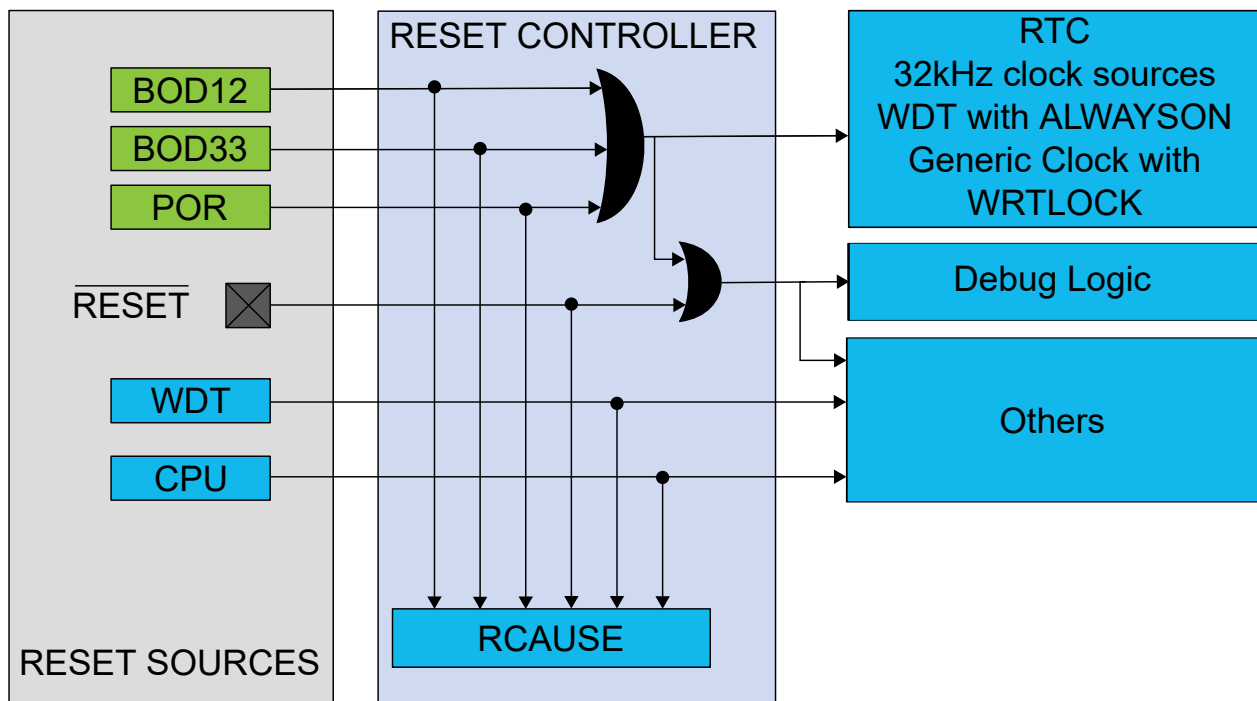 RESET SOURCES
BOD12
BOD33
POR
RESET
WDT
CPU
RESET CONTROLLER
RCAUSE
RTC
32kHz clock sources
WDT with ALWAYSON
Generic Clock with
WRTLOCK
Debug Logic
Others